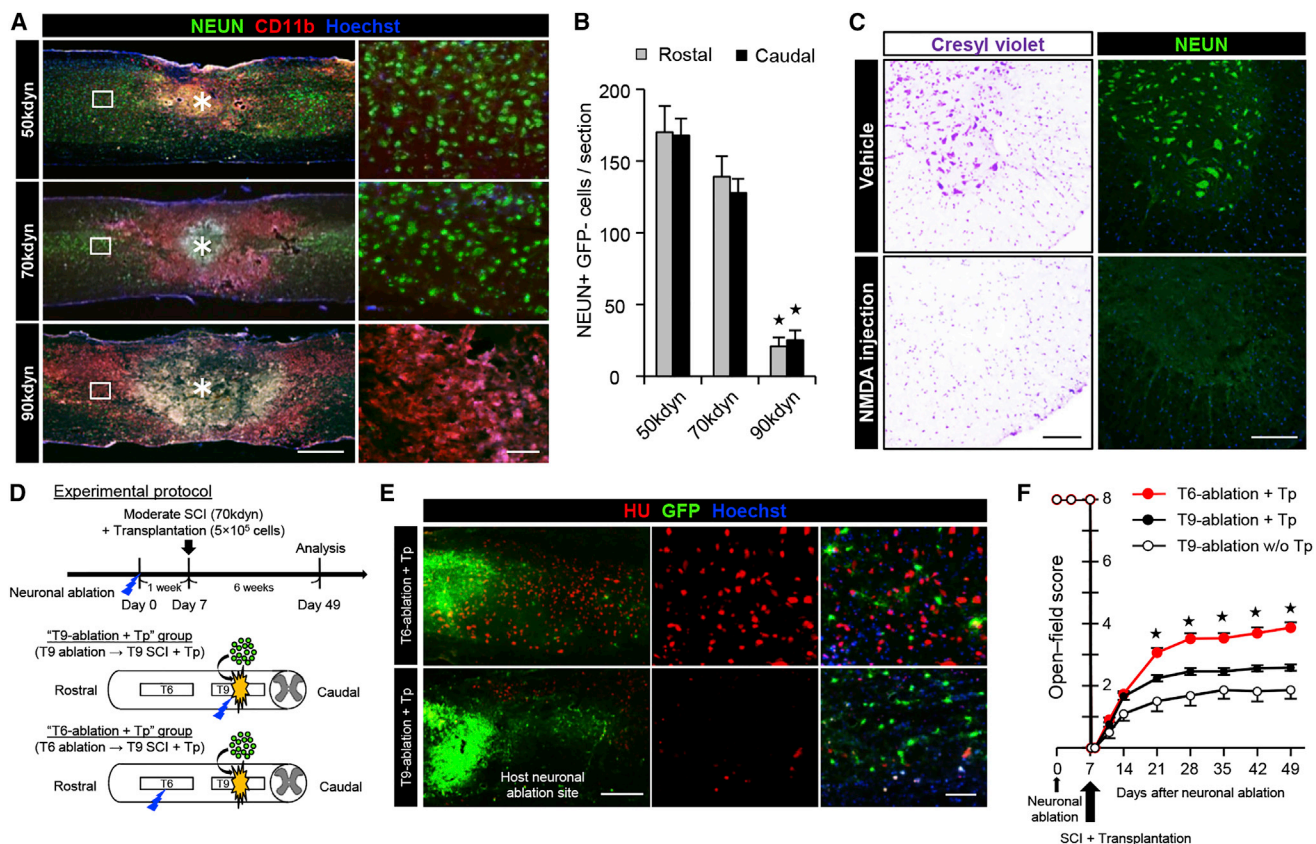 A
NEUN CD11b Hoechst
50kdyn
70kdyn
90kdyn
*
*
*
B
Rostal Caudal
NEUN+ GFP- cells / section
200
150
100
50
0
★ ★
50kdyn
70kdyn
90kdyn
C
Cresyl violet
NEUN
Vehicle
NMDA injection
D
Experimental protocol
Moderate SCI (70kdyn)
+ Transplantation (5×10⁵ cells)
Analysis
Neuronal ablation
1 week
6 weeks
Day 0 Day 7 Day 49
"T9-ablation + Tp" group
(T9 ablation → T9 SCI + Tp)
Rostral T6 T9 Caudal
"T6-ablation + Tp" group
(T6 ablation → T9 SCI + Tp)
Rostral T6 T9 Caudal
E
HU GFP Hoechst
T6-ablation + Tp
T9-ablation + Tp
Host neuronal
ablation site
F
T6-ablation + Tp
T9-ablation + Tp
T9-ablation w/o Tp
Open–field score
8
6
4
2
★ ★ ★ ★ ★
0 7 14 21 28 35 42 49
Neuronal
ablation
Days after neuronal ablation
SCI + Transplantation